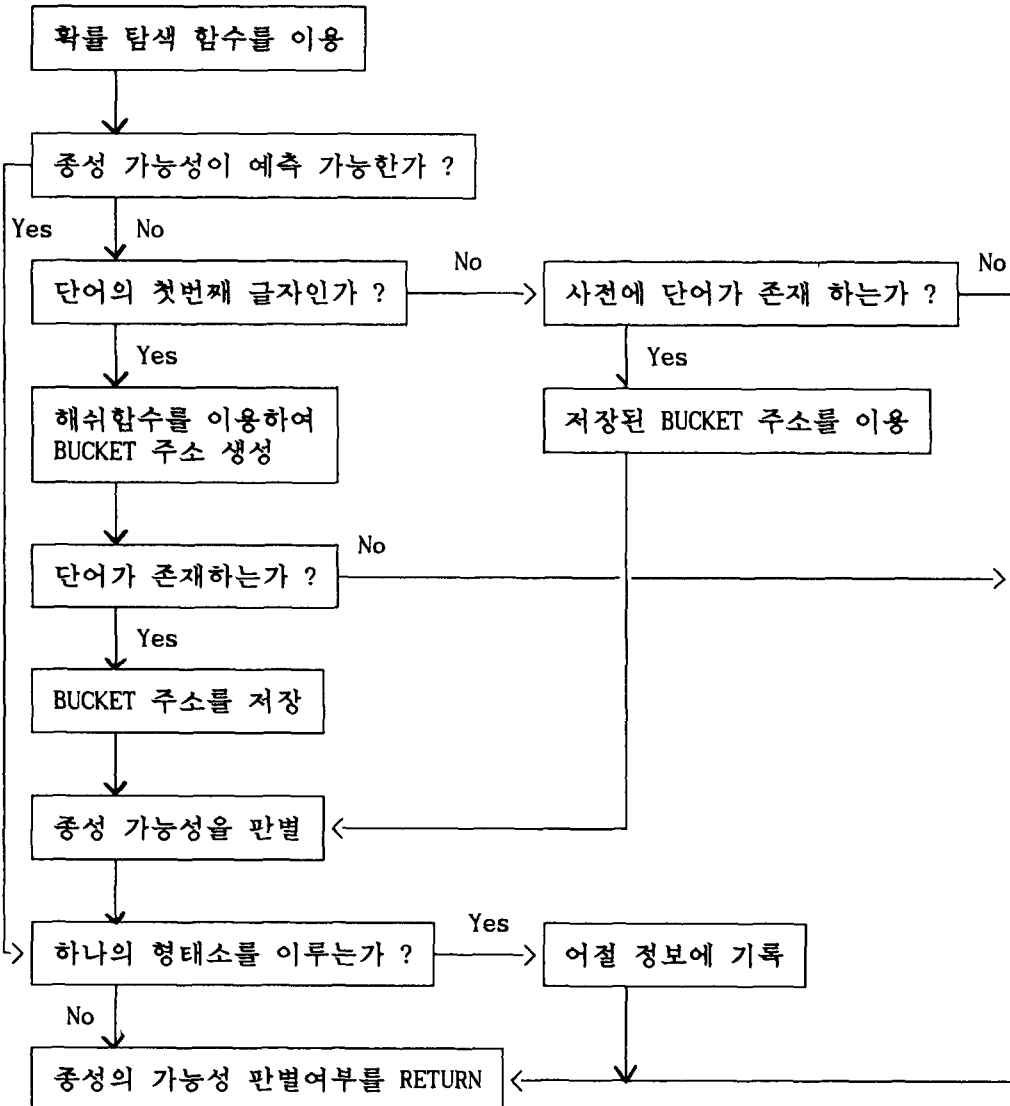 확률 탐색 함수를 이용
종성 가능성이 예측 가능한가 ?
Yes
No
단어의 첫번째 글자인가 ?
No
사전에 단어가 존재 하는가 ?
No
Yes
Yes
해쉬함수를 이용하여
BUCKET 주소 생성
저장된 BUCKET 주소를 이용
단어가 존재하는가 ?
No
Yes
BUCKET 주소를 저장
종성 가능성을 판별
하나의 형태소를 이루는가 ?
Yes
어절 정보에 기록
No
종성의 가능성 판별여부를 RETURN